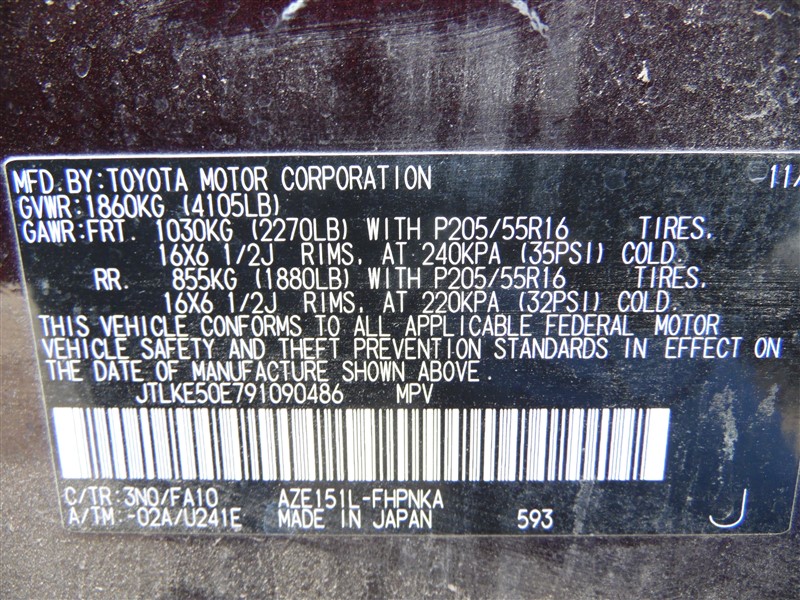 MFD.BY:TOYOTA MOTOR CORPORATION 11/
GVWR:1860KG (4105LB)
GAWR:FRT. 1030KG (2270LB) WITH P205/55R16 TIRES,
16X6 1/2J RIMS, AT 240KPA (35PSI) COLD.
RR. 855KG (1880LB) WITH P205/55R16 TIRES,
16X6 1/2J RIMS, AT 220KPA (32PSI) COLD.
THIS VEHICLE CONFORMS TO ALL APPLICABLE FEDERAL MOTOR
VEHICLE SAFETY AND THEFT PREVENTION STANDARDS IN EFFECT ON
THE DATE OF MANUFACTURE SHOWN ABOVE.
JTLKE50E791090486 MPV
C/TR:3N0/FA10 AZE151L-FHPNKA
A/TM:-02A/U241E MADE IN JAPAN 593 J